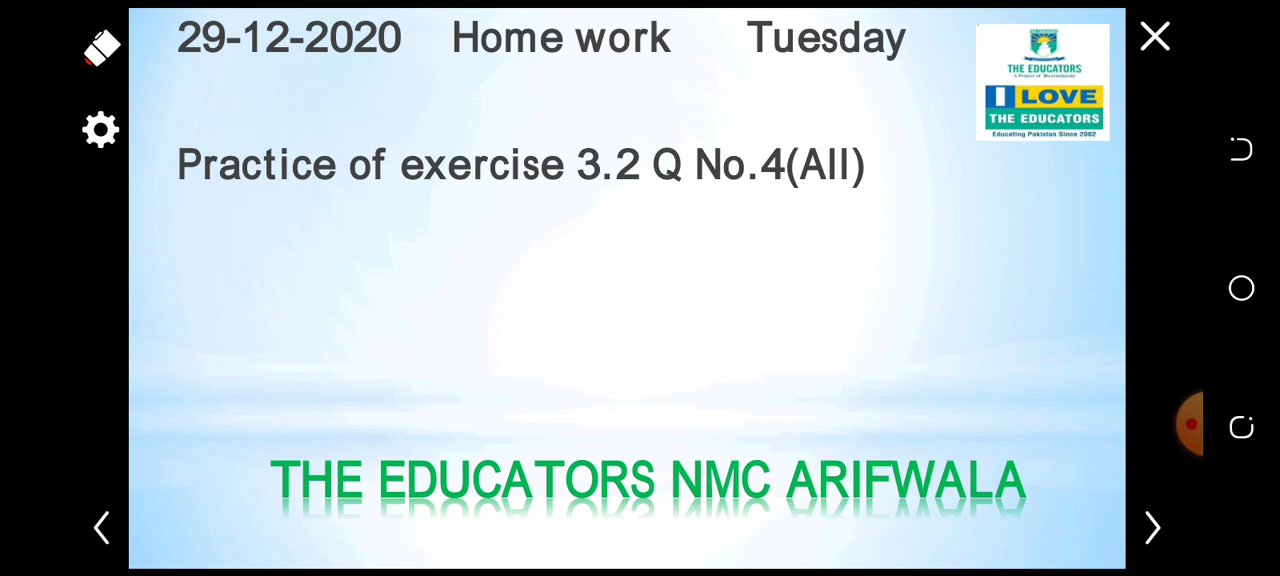 29-12-2020 Home work Tuesday
THE EDUCATORS
I LOVE
THE EDUCATORS
Educating Pakistan Since 2002
Practice of exercise 3.2 Q No.4(All)
THE EDUCATORS NMC ARIFWALA